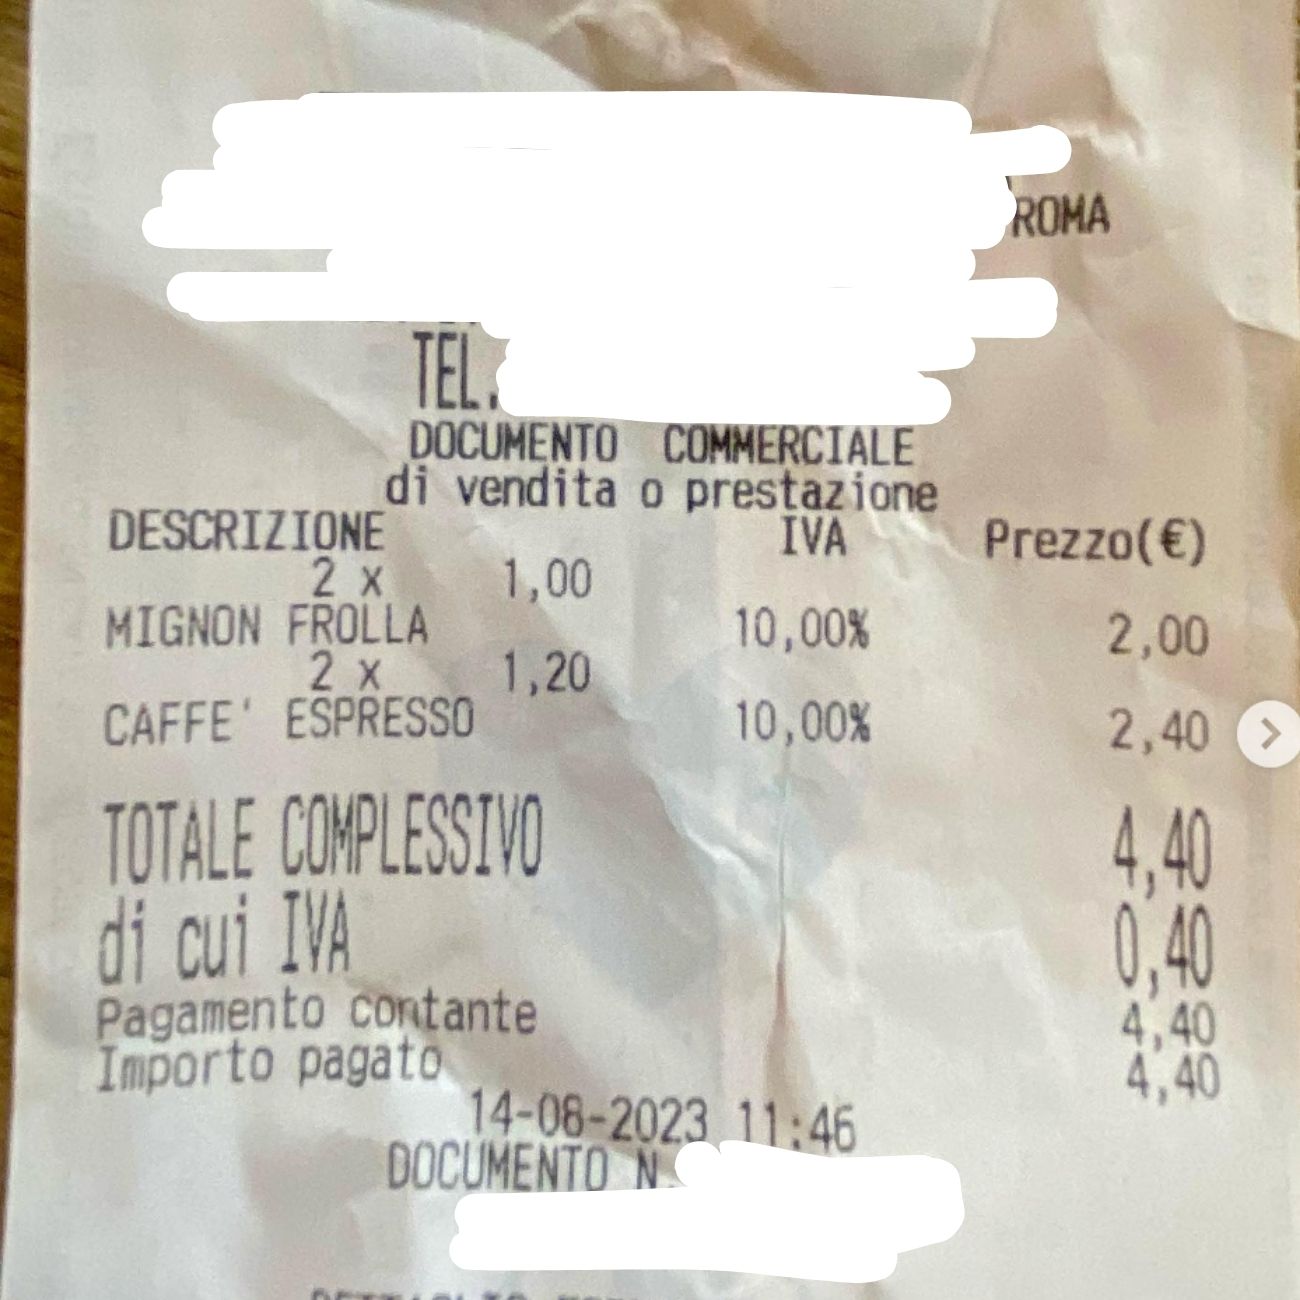 ROMA
TEL.
DOCUMENTO COMMERCIALE
di vendita o prestazione
DESCRIZIONE IVA Prezzo(€)
2 x 1,00
MIGNON FROLLA 10,00% 2,00
2 x 1,20
CAFFE' ESPRESSO 10,00% 2,40
TOTALE COMPLESSIVO 4,40
di cui IVA 0,40
Pagamento contante 4,40
Importo pagato 4,40
14-08-2023 11:46
DOCUMENTO N.